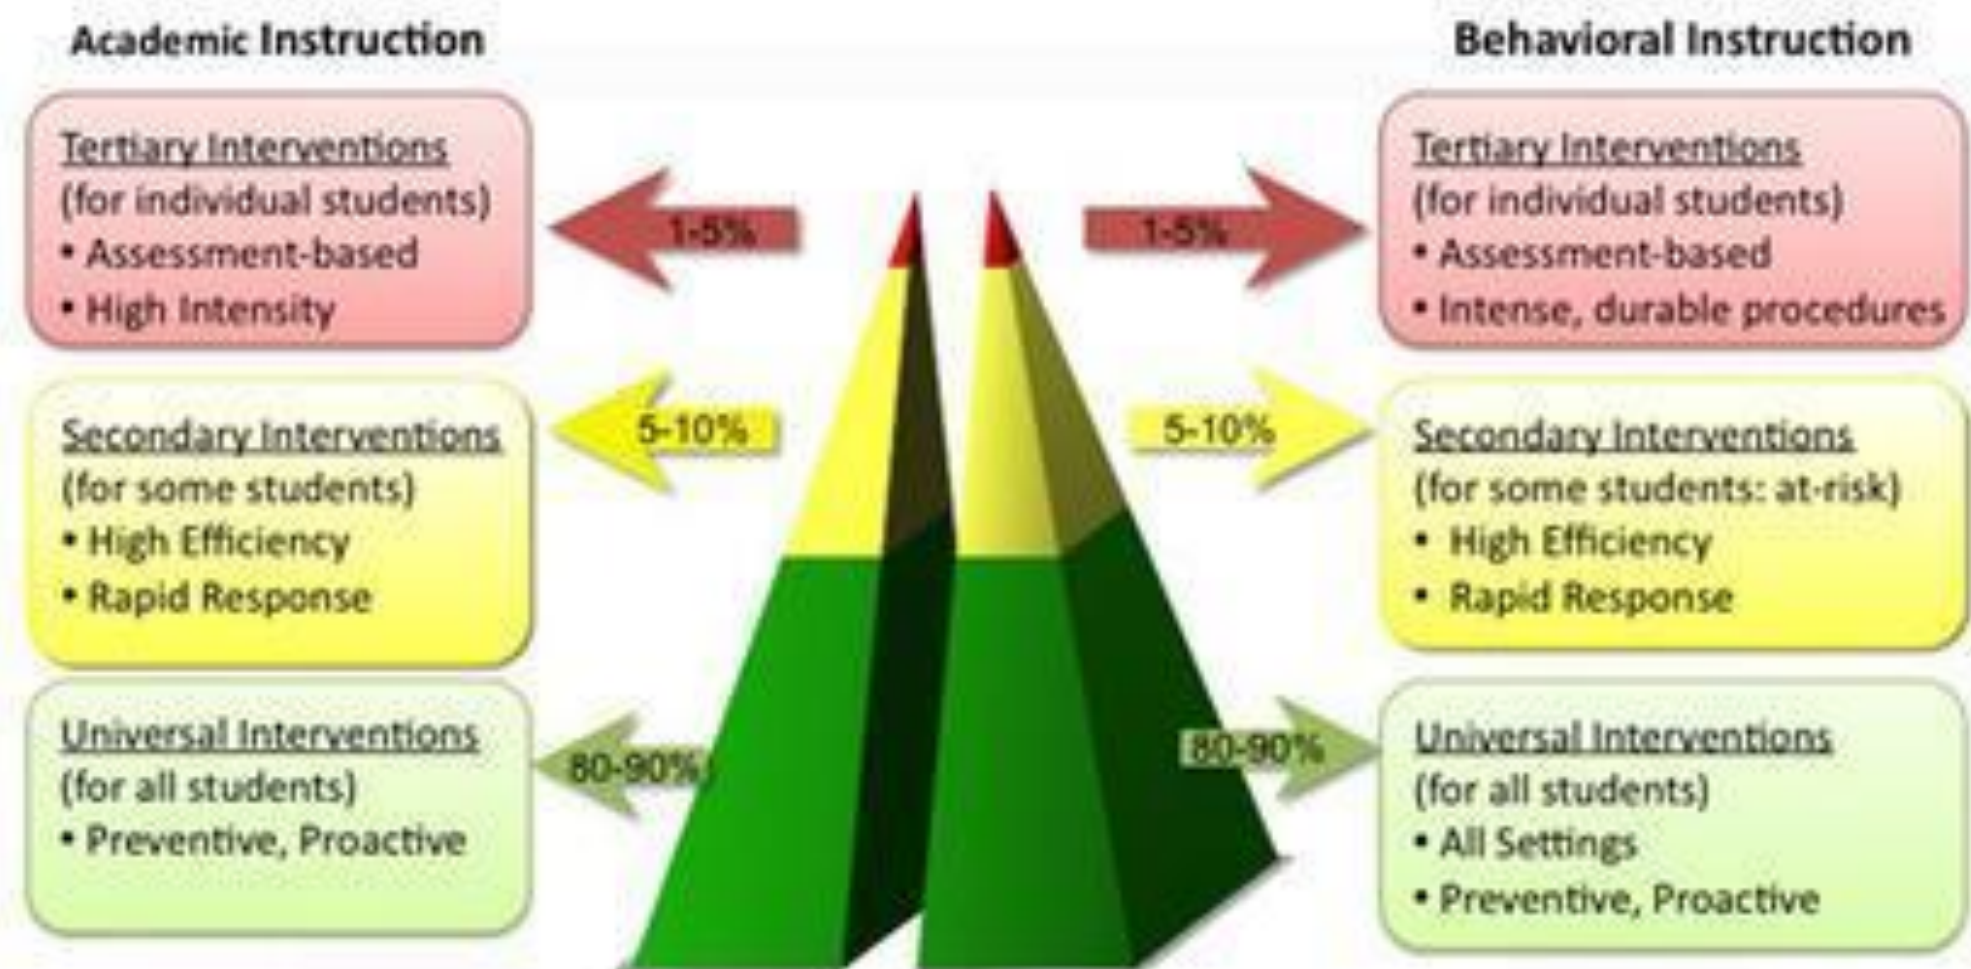 Academic Instruction
Tertiary Interventions
(for individual students)
• Assessment-based
• High Intensity
1-5%
Secondary Interventions
(for some students)
• High Efficiency
• Rapid Response
5-10%
Universal Interventions
(for all students)
• Preventive, Proactive
80-90%
Behavioral Instruction
1-5%
Tertiary Interventions
(for individual students)
• Assessment-based
• Intense, durable procedures
5-10%
Secondary Interventions
(for some students: at-risk)
• High Efficiency
• Rapid Response
80-90%
Universal Interventions
(for all students)
• All Settings
• Preventive, Proactive